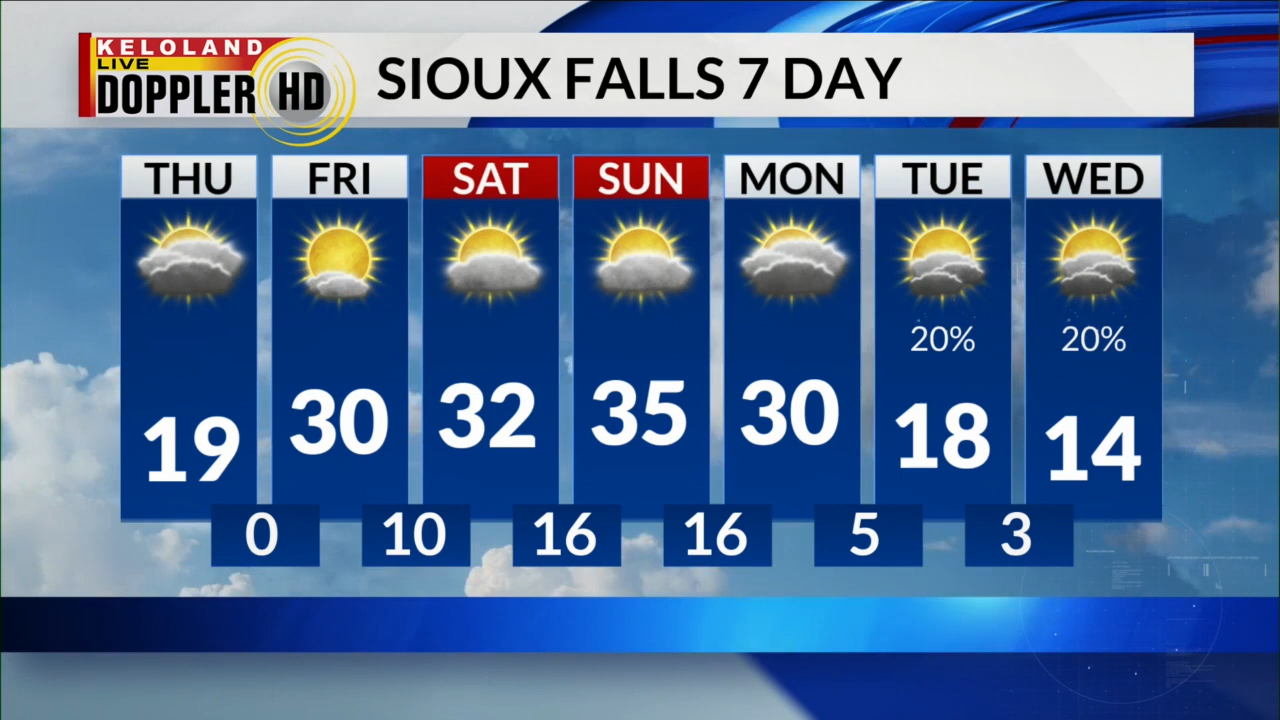 KELOLAND
LIVE
DOPPLER HD
SIOUX FALLS 7 DAY
THU FRI SAT SUN MON TUE WED
20% 20%
19 30 32 35 30 18 14
0 10 16 16 5 3